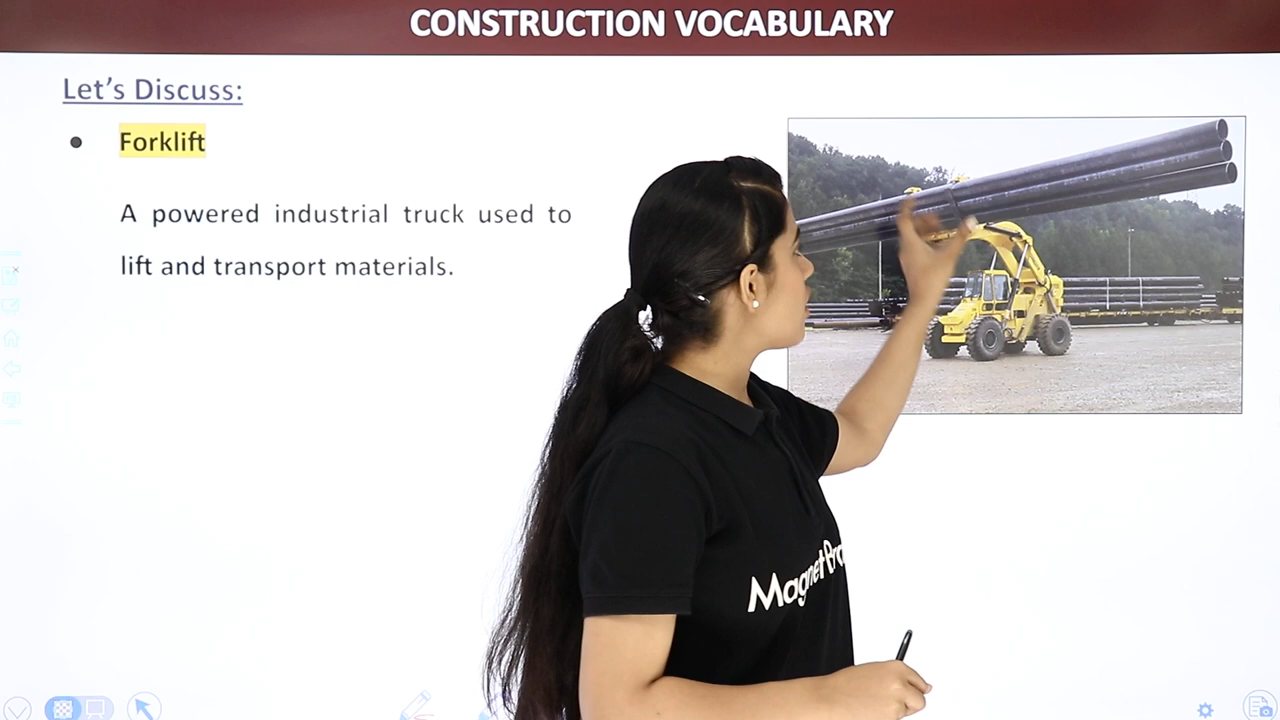 CONSTRUCTION VOCABULARY
Let's Discuss:
● Forklift
A powered industrial truck used to
lift and transport materials.
MagnetBra